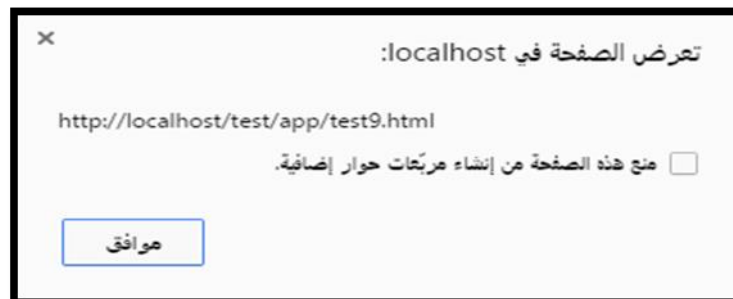 تعرض الصفحة في localhost:
http://localhost/test/app/test9.html
منع هذه الصفحة من إنشاء مربّعات حوار إضافية.
موافق